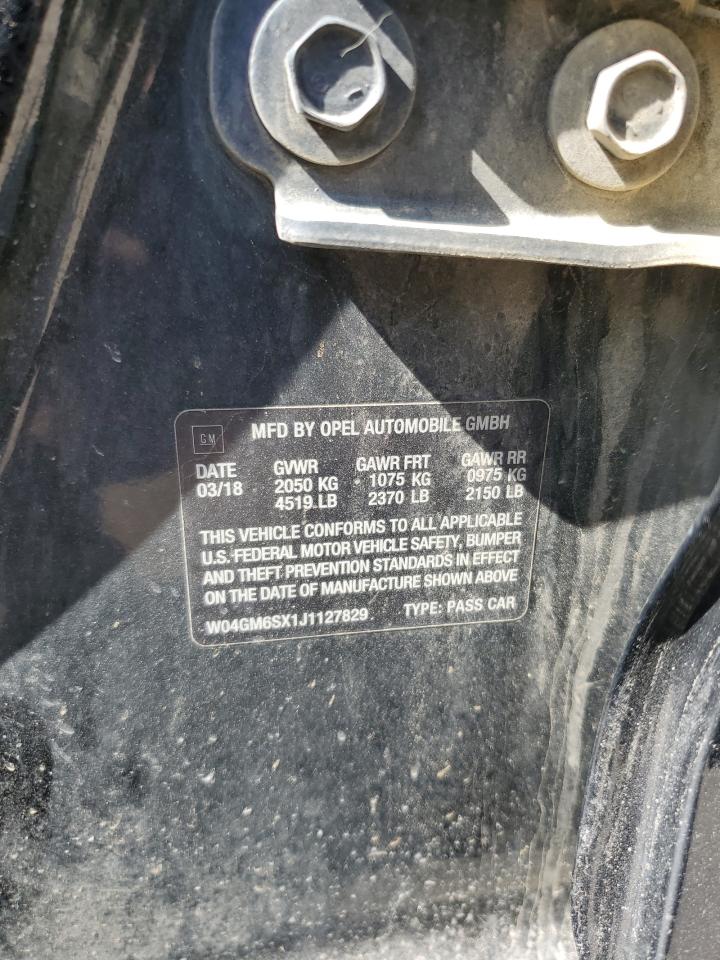 GM
MFD BY OPEL AUTOMOBILE GMBH
DATE GVWR GAWR FRT GAWR RR
03/18 2050 KG 1075 KG 0975 KG
4519 LB 2370 LB 2150 LB
THIS VEHICLE CONFORMS TO ALL APPLICABLE
U.S. FEDERAL MOTOR VEHICLE SAFETY, BUMPER
AND THEFT PREVENTION STANDARDS IN EFFECT
ON THE DATE OF MANUFACTURE SHOWN ABOVE
W04GM6SX1J1127829 TYPE: PASS CAR